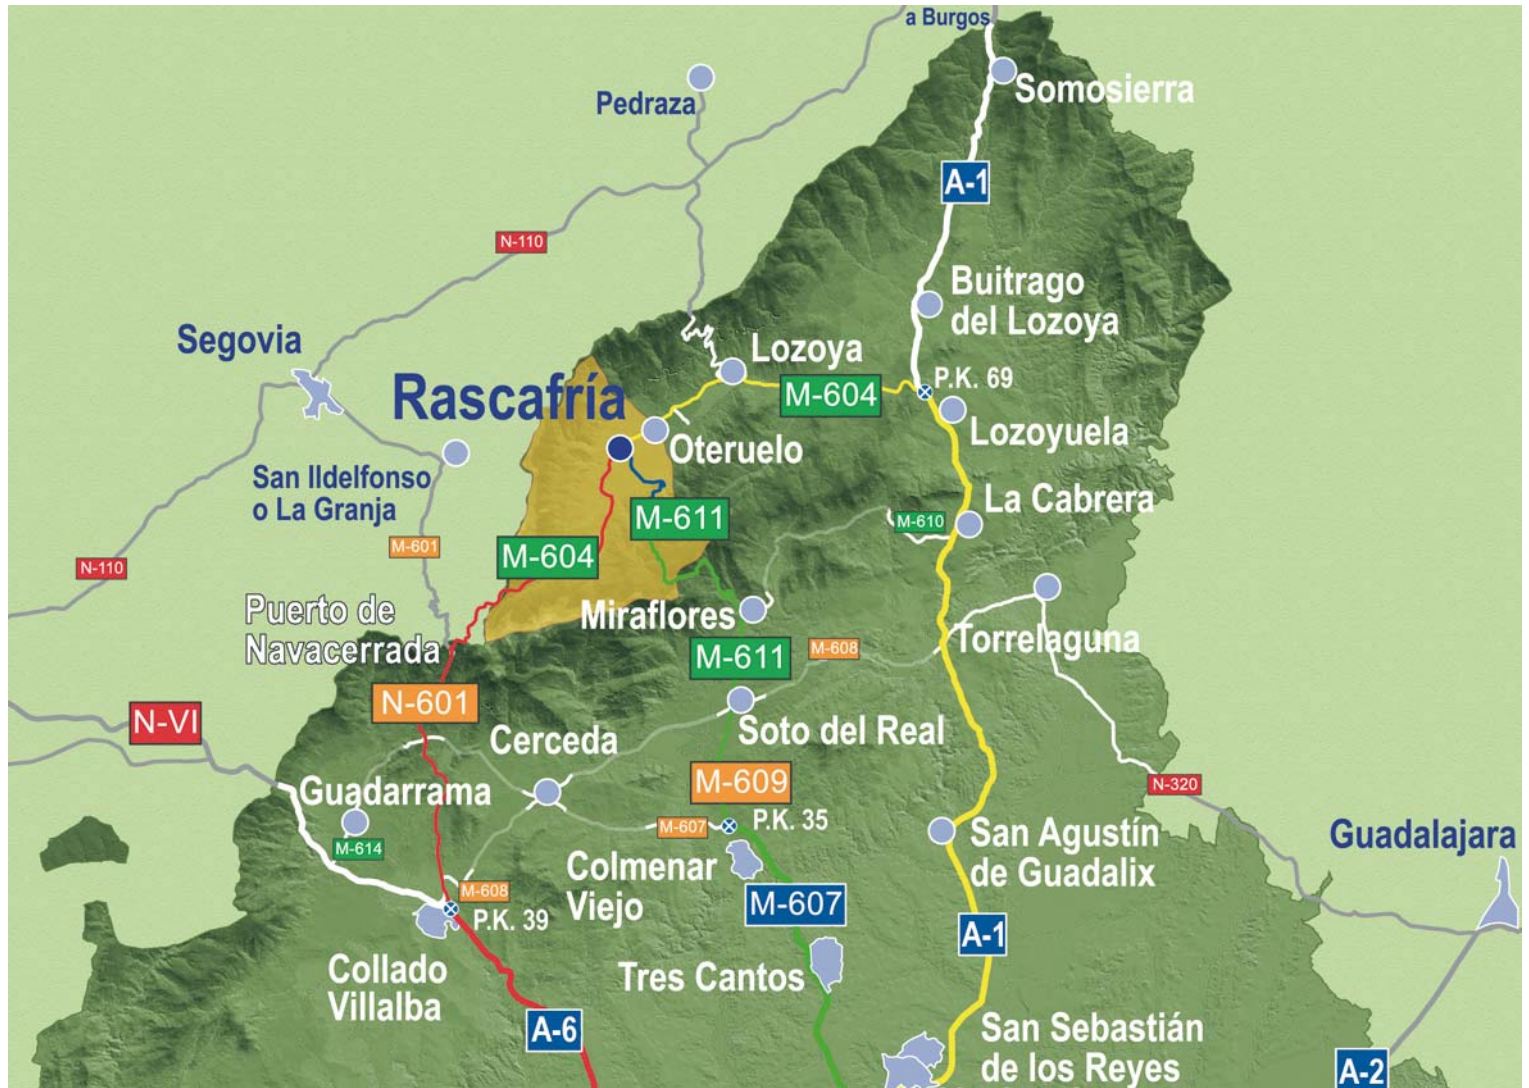 a Burgos
Somosierra
Pedraza
A-1
N-110
Buitrago
del Lozoya
Segovia
Lozoya
P.K. 69
Rascafría
M-604
Lozoyuela
Oteruelo
San Ildelfonso
o La Granja
La Cabrera
M-611
M-610
M-601
M-604
N-110
Puerto de
Navacerrada
Miraflores
Torrelaguna
M-611
M-608
N-601
N-VI
Soto del Real
Cerceda
M-609
N-320
Guadarrama
P.K. 35
M-607
San Agustín
de Guadalix
Guadalajara
M-614
Colmenar
Viejo
M-608
M-607
P.K. 39
A-1
Collado
Villalba
Tres Cantos
A-6
San Sebastián
de los Reyes
A-2